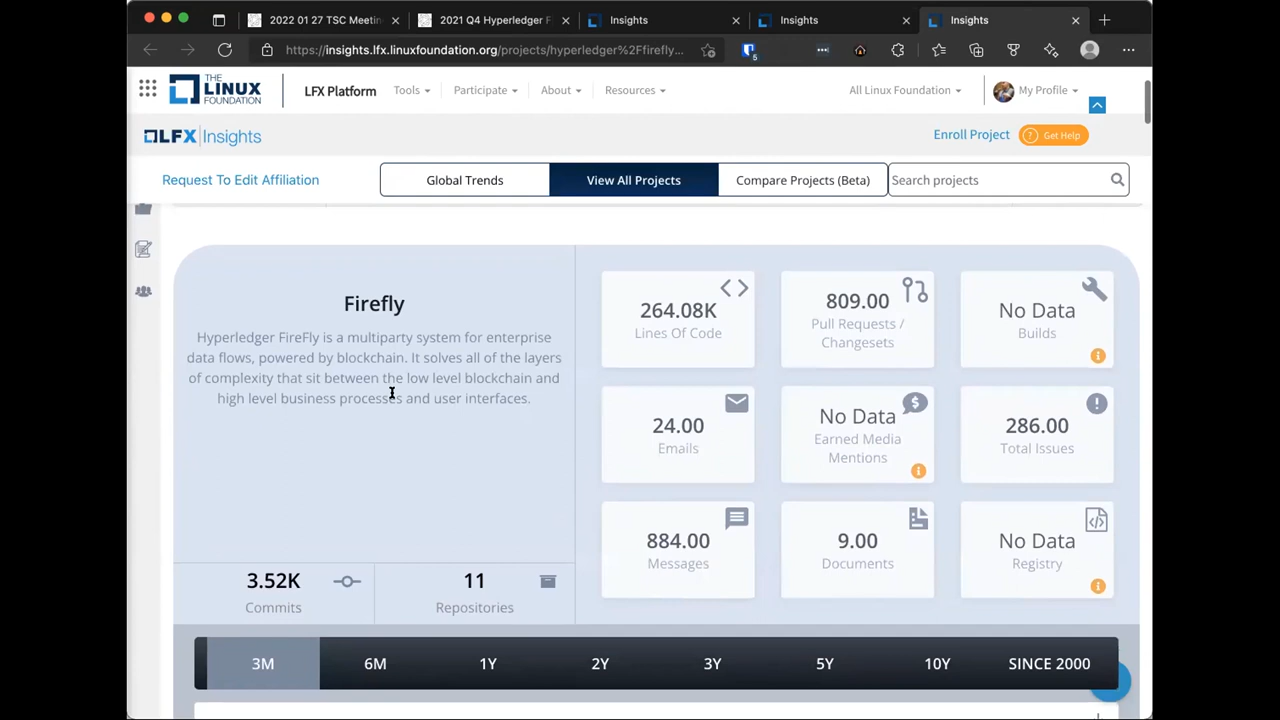 2022 01 27 TSC Meetin
2021 Q4 Hyperledger F
Insights
Insights
Insights
https://insights.lfx.linuxfoundation.org/projects/hyperledger%2Ffirefly...
5
THE
LINUX
FOUNDATION
LFX Platform
Tools
Participate
About
Resources
All Linux Foundation
My Profile
LFX Insights
Enroll Project
? Get Help
Request To Edit Affiliation
Global Trends
View All Projects
Compare Projects (Beta)
Search projects
Firefly
Hyperledger FireFly is a multiparty system for enterprise
data flows, powered by blockchain. It solves all of the layers
of complexity that sit between the low level blockchain and
high level business processes and user interfaces.
3.52K
Commits
11
Repositories
264.08K
Lines Of Code
809.00
Pull Requests /
Changesets
No Data
Builds
24.00
Emails
No Data
Earned Media
Mentions
286.00
Total Issues
884.00
Messages
9.00
Documents
No Data
Registry
3M
6M
1Y
2Y
3Y
5Y
10Y
SINCE 2000